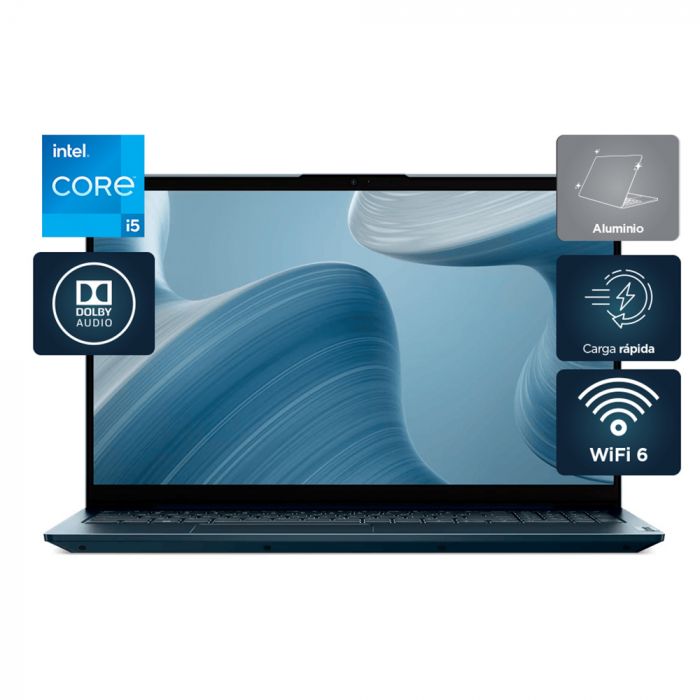 intel.
CORE
i5
DOLBY
AUDIO
Aluminio
Carga rápida
WiFi 6